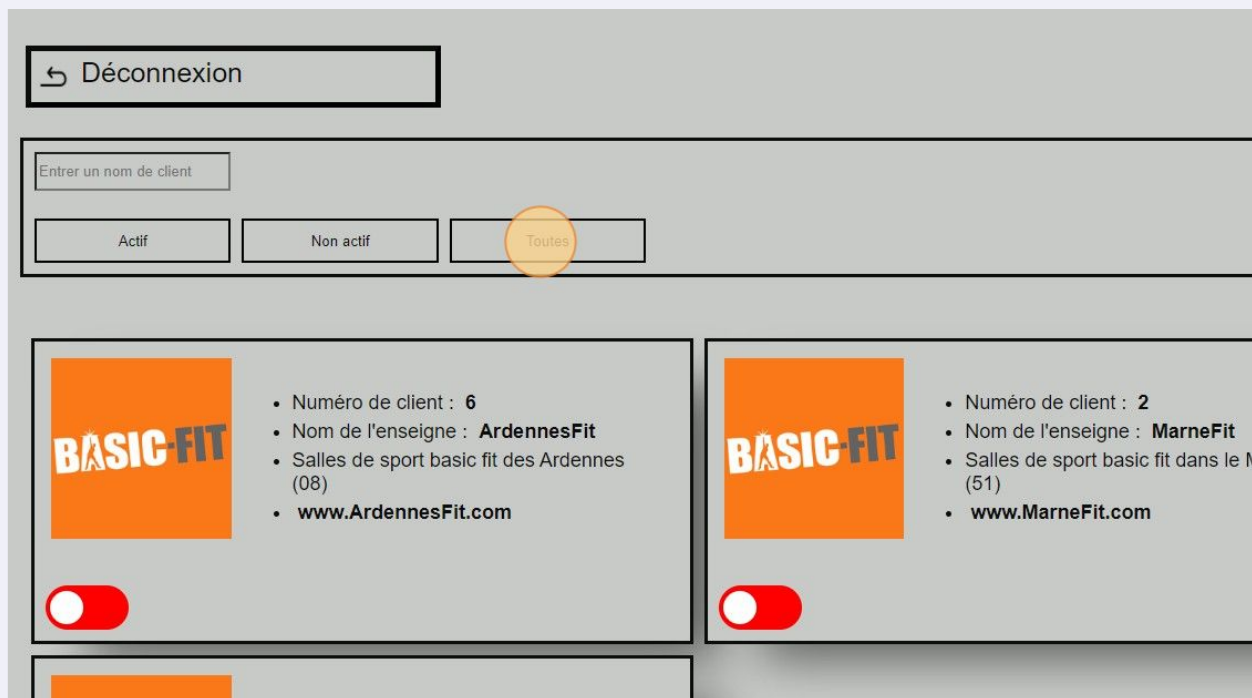 Déconnexion
Entrer un nom de client
Actif
Non actif
Toutes
BASIC-FIT
Numéro de client : 6
Nom de l'enseigne : ArdennesFit
Salles de sport basic fit des Ardennes
(08)
www.ArdennesFit.com
BASIC-FIT
Numéro de client : 2
Nom de l'enseigne : MarneFit
Salles de sport basic fit dans le
(51)
www.MarneFit.com